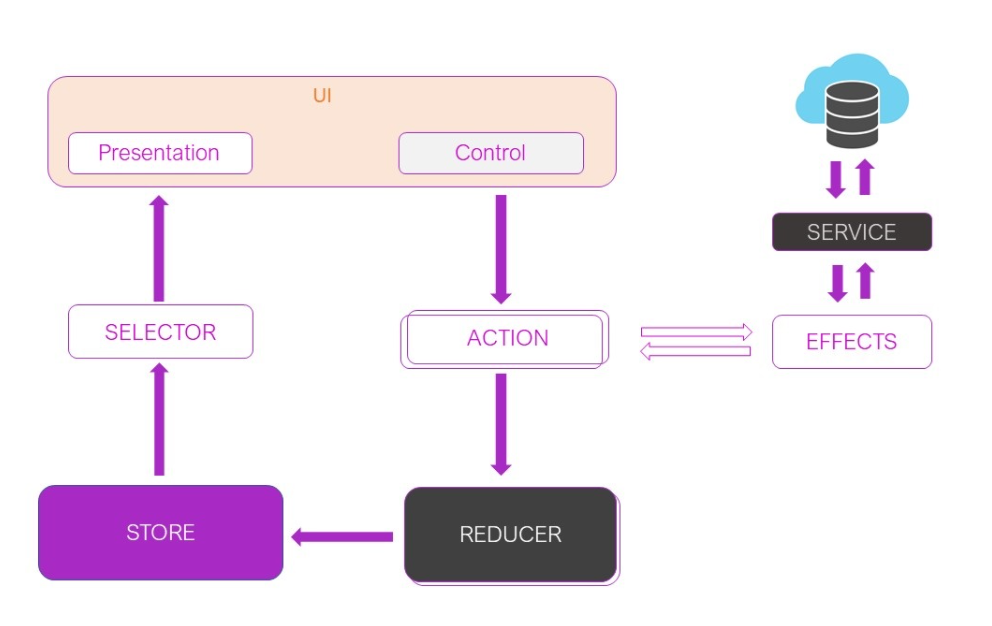 UI
Presentation
Control
SERVICE
SELECTOR
ACTION
EFFECTS
STORE
REDUCER